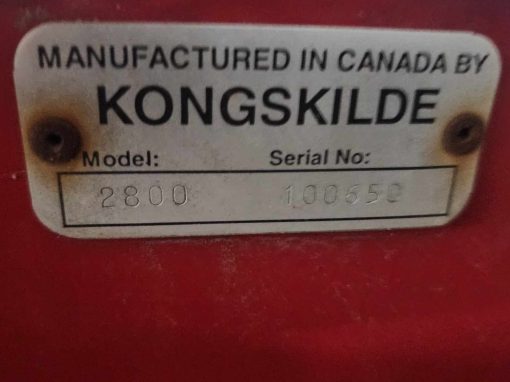 MANUFACTURED IN CANADA BY
KONGSKILDE
Model: Serial No:
2800 100650